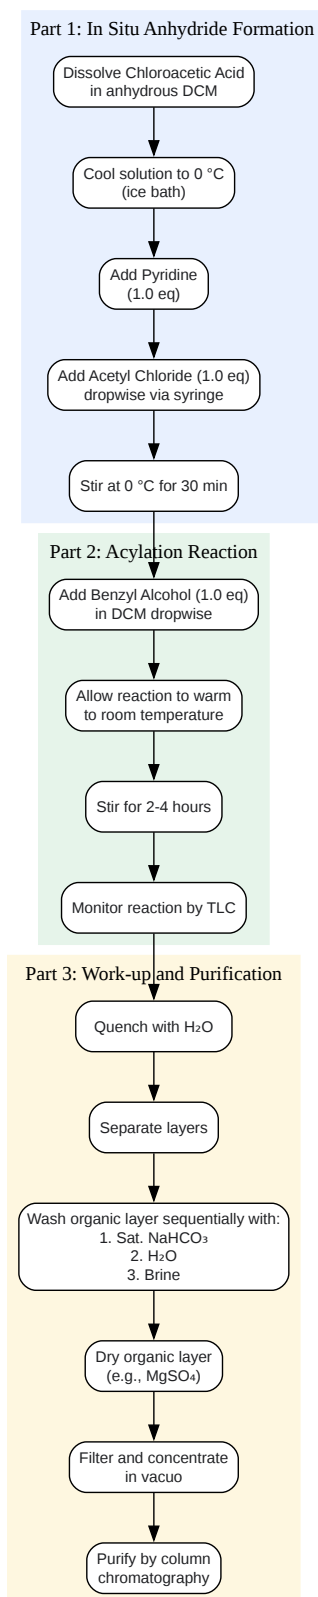 Part 1: In Situ Anhydride Formation
Dissolve Chloroacetic Acid
in anhydrous DCM
Cool solution to 0 °C
(ice bath)
Add Pyridine
(1.0 eq)
Add Acetyl Chloride (1.0 eq)
dropwise via syringe
Stir at 0 °C for 30 min
Part 2: Acylation Reaction
Add Benzyl Alcohol (1.0 eq)
in DCM dropwise
Allow reaction to warm
to room temperature
Stir for 2-4 hours
Monitor reaction by TLC
Part 3: Work-up and Purification
Quench with H₂O
Separate layers
Wash organic layer sequentially with:
1. Sat. NaHCO₃
2. H₂O
3. Brine
Dry organic layer
(e.g., MgSO₄)
Filter and concentrate
in vacuo
Purify by column
chromatography